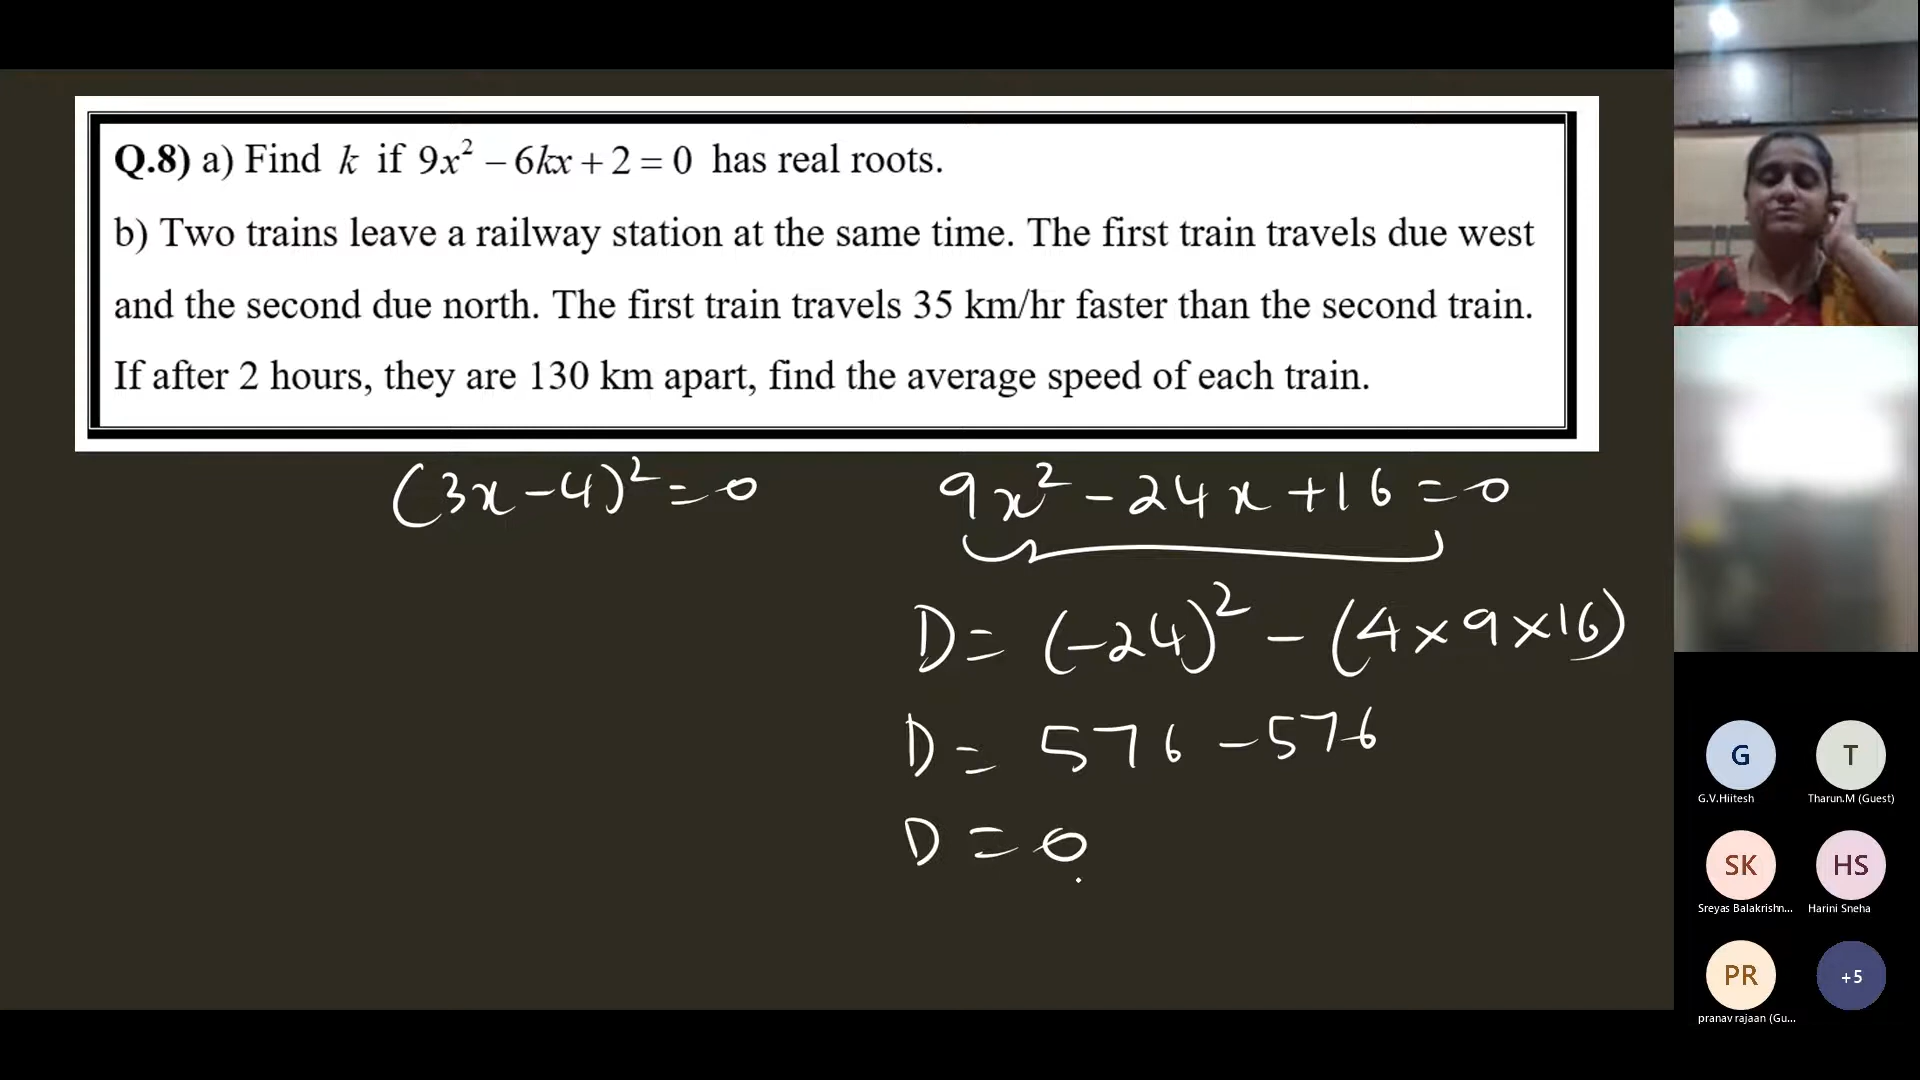 Q.8) a) Find k if 9x² – 6kx + 2 = 0 has real roots.
b) Two trains leave a railway station at the same time. The first train travels due west
and the second due north. The first train travels 35 km/hr faster than the second train.
If after 2 hours, they are 130 km apart, find the average speed of each train.
(3x – 4)² = 0
9x² – 24x + 16 = 0
D = (–24)² – (4 × 9 × 16)
D = 576 – 576
D = 0
G T
G.V.Hiitesh Tharun.M (Guest)
SK HS
Sreyas Balakrishn... Harini Sneha
PR +5
pranav rajaan (Gu...